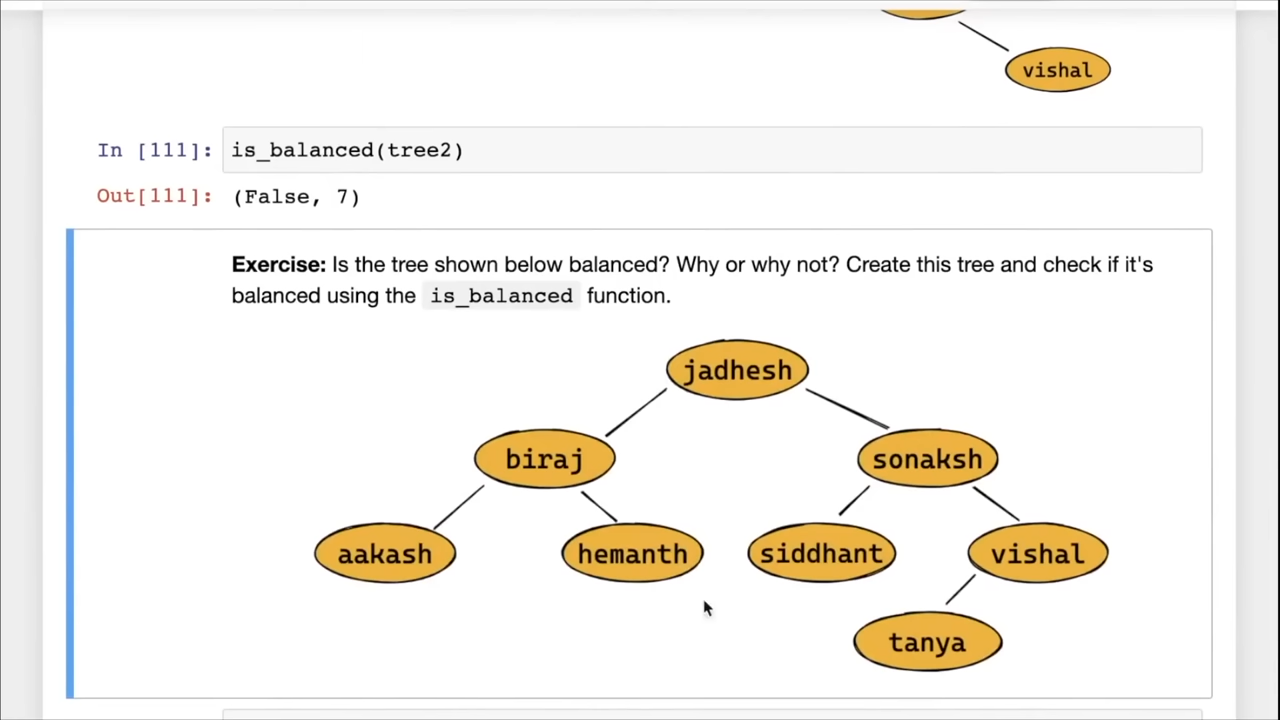 vishal
In [111]: is_balanced(tree2)
Out[111]: (False, 7)
Exercise: Is the tree shown below balanced? Why or why not? Create this tree and check if it's
balanced using the is_balanced function.
jadhesh
biraj
sonaksh
aakash
hemanth
siddhant
vishal
tanya